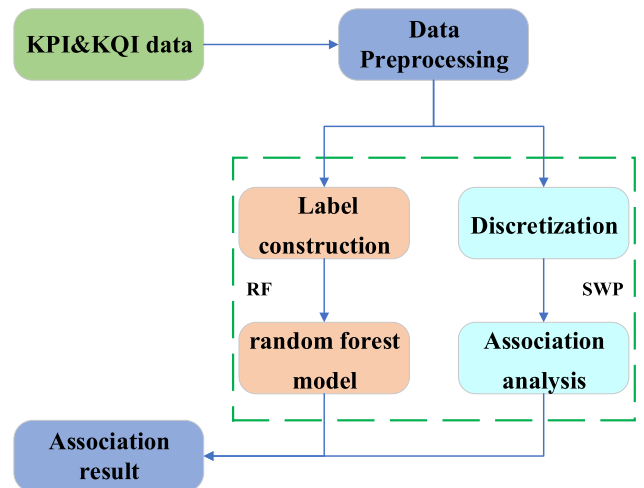 KPI&KQI data
Data
Preprocessing
Label
construction
Discretization
RF
SWP
random forest
model
Association
analysis
Association
result